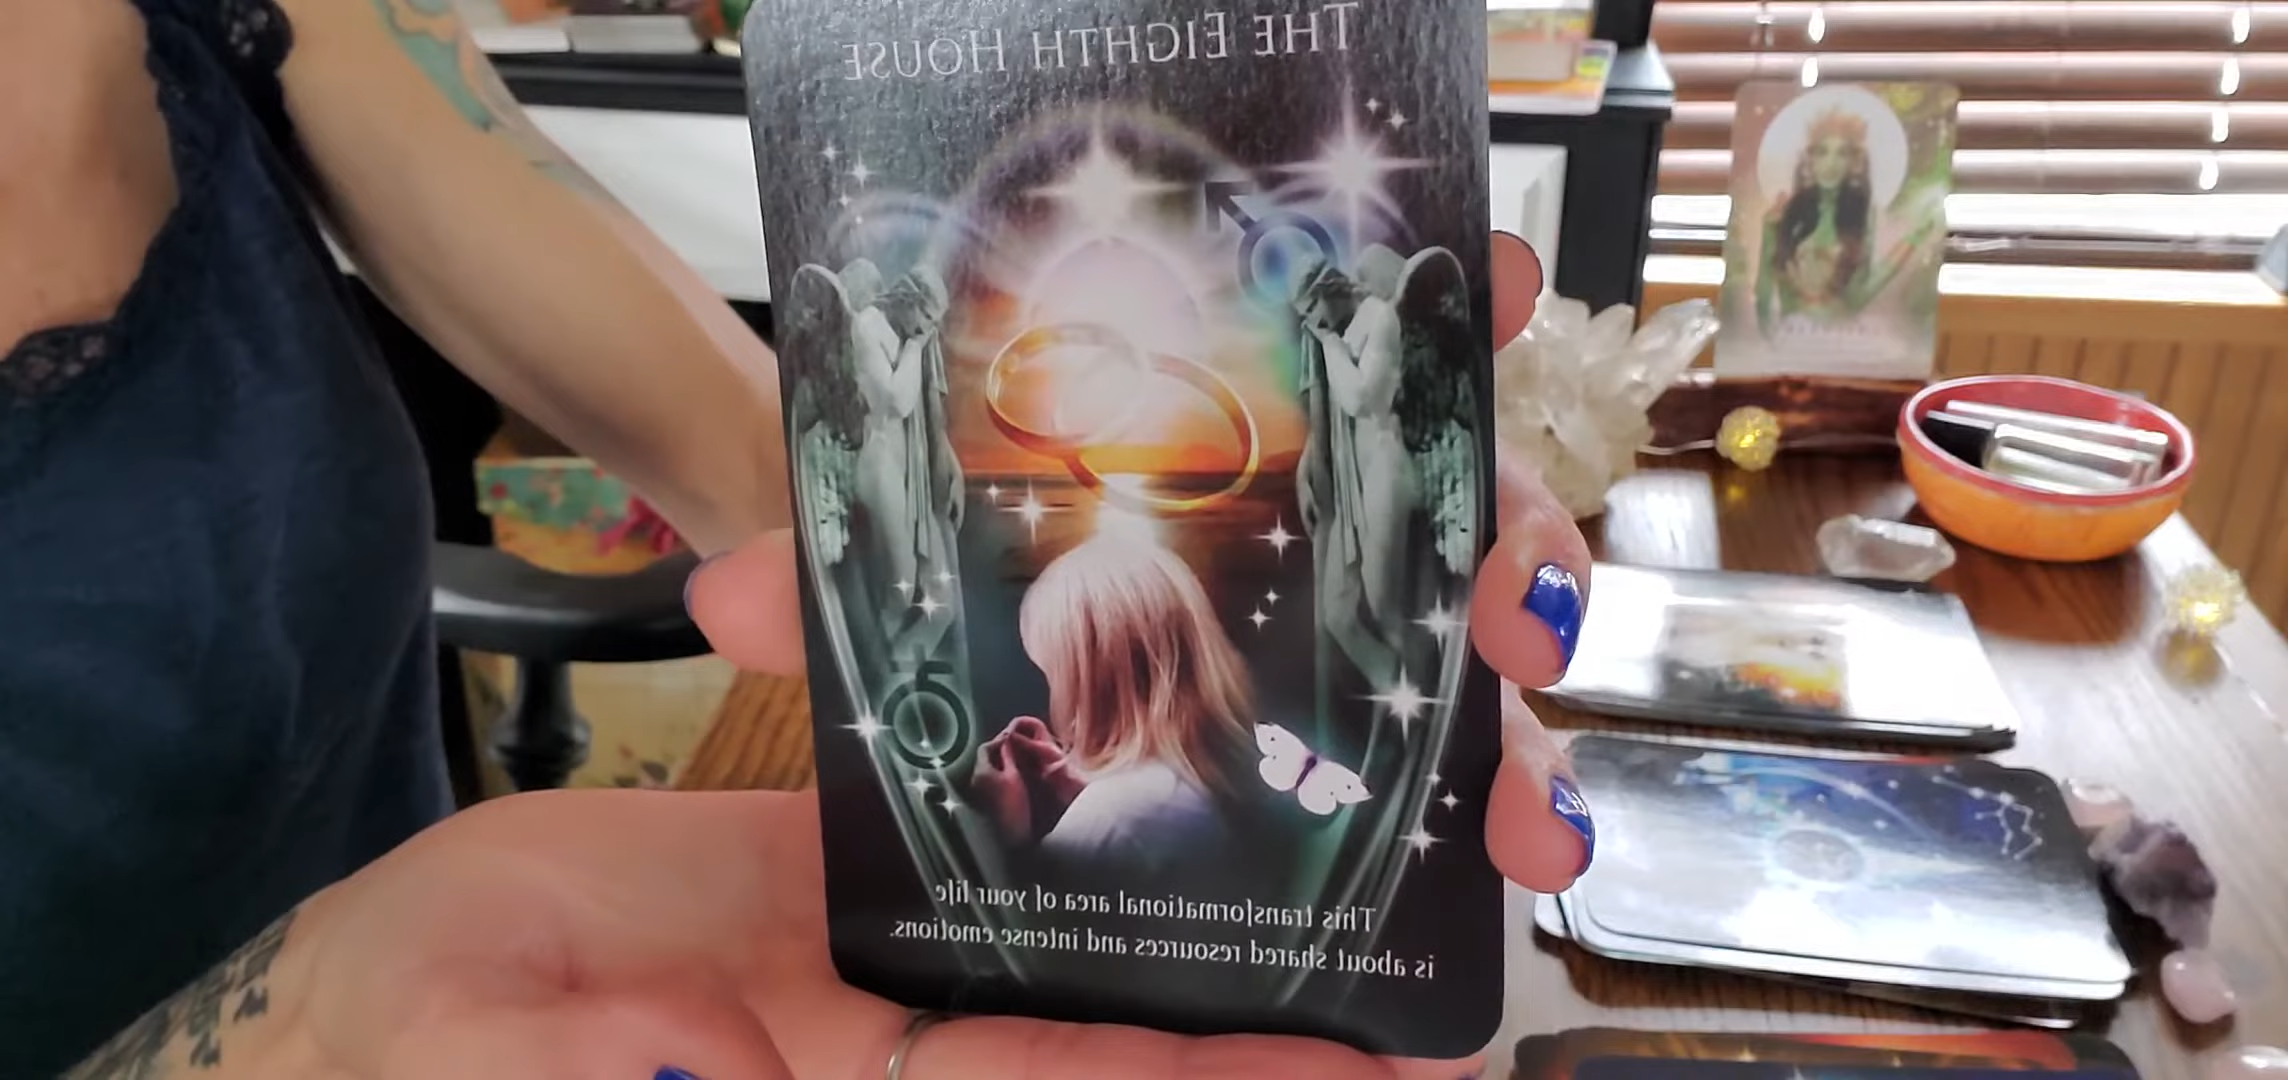 THE EIGHTH HOUSE
This transformational area of your life
is about shared resources and intense emotions.